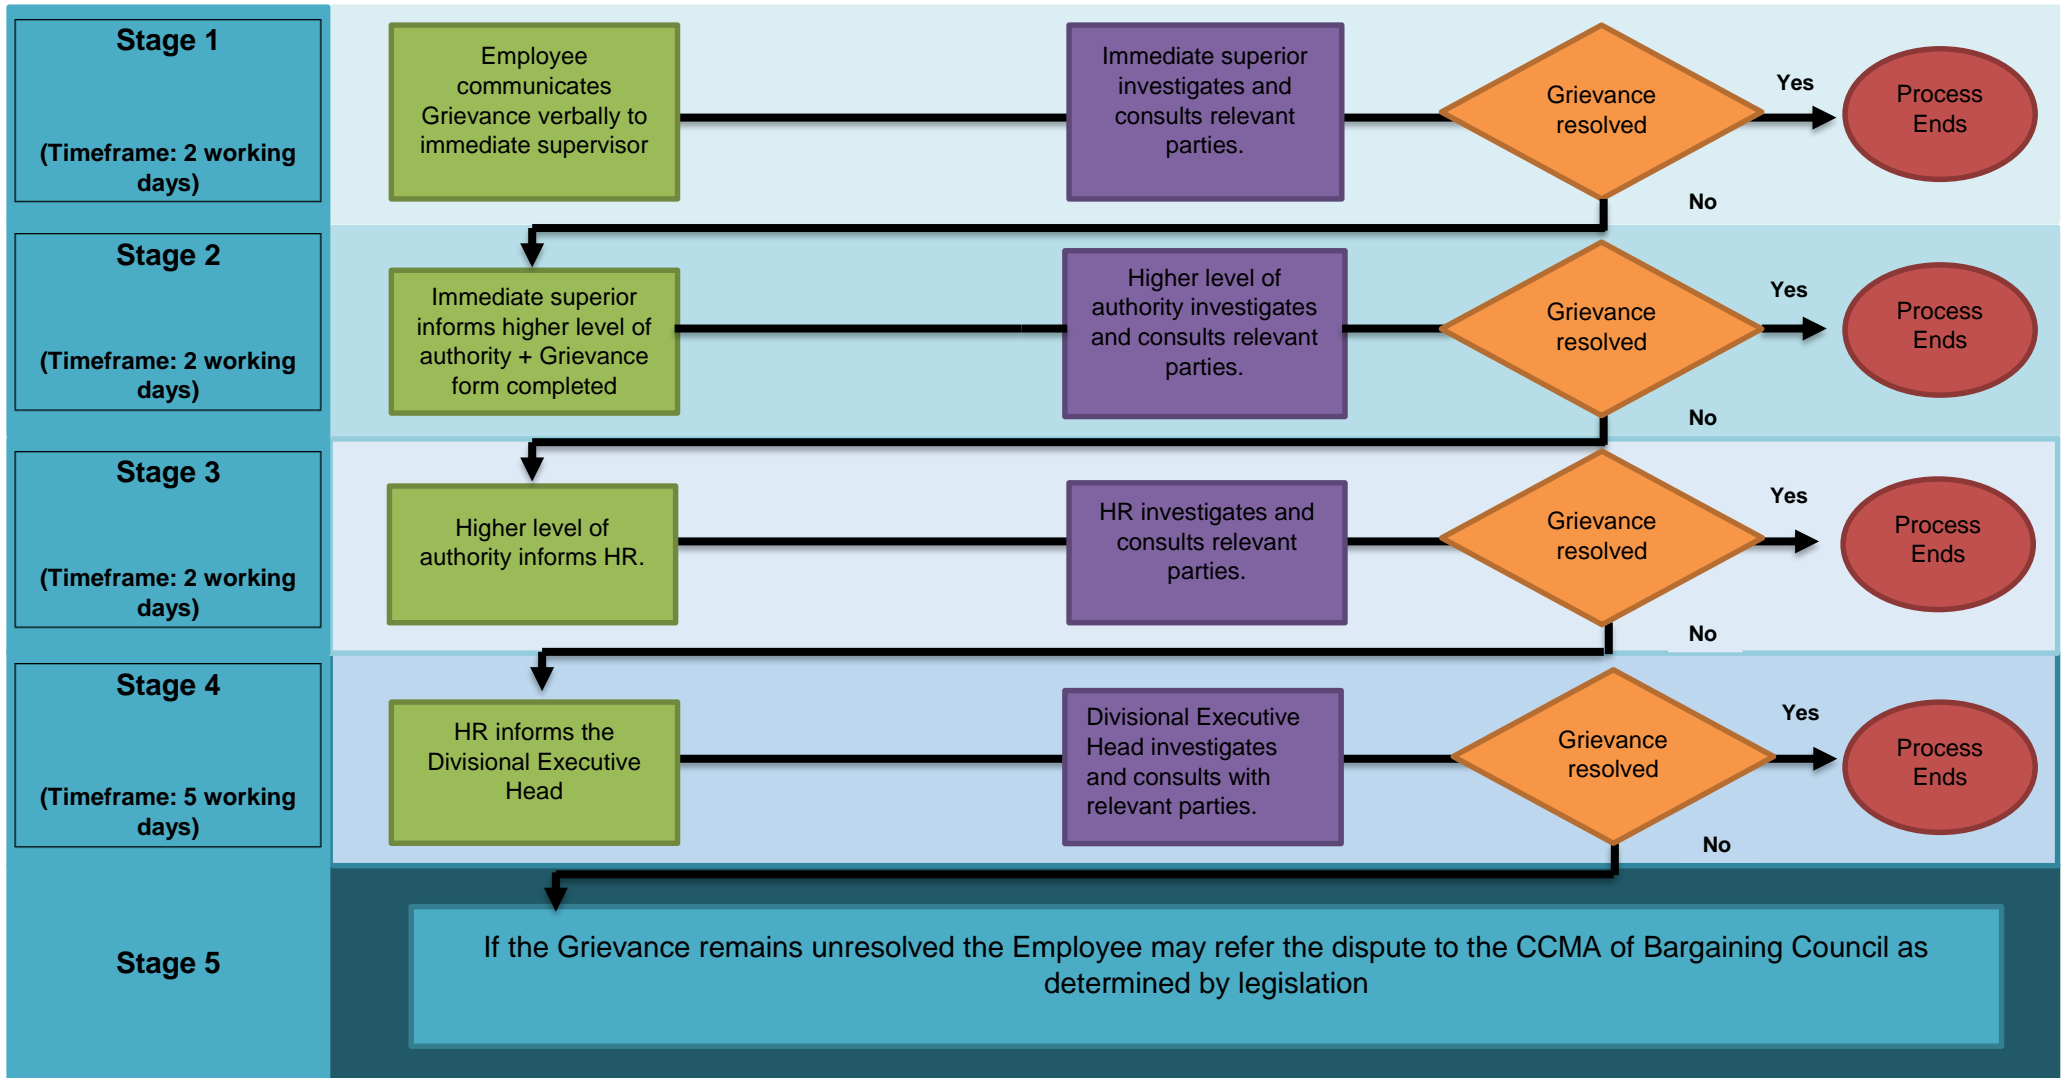 Stage 1
(Timeframe: 2 working
days)
Employee
communicates
Grievance verbally to
immediate supervisor
Immediate superior
investigates and
consults relevant
parties.
Grievance
resolved
Yes
Process
Ends
No
Stage 2
(Timeframe: 2 working
days)
Immediate superior
informs higher level of
authority + Grievance
form completed
Higher level of
authority investigates
and consults relevant
parties.
Grievance
resolved
Yes
Process
Ends
No
Stage 3
(Timeframe: 2 working
days)
Higher level of
authority informs HR.
HR investigates and
consults relevant
parties.
Grievance
resolved
Yes
Process
Ends
No
Stage 4
(Timeframe: 5 working
days)
HR informs the
Divisional Executive
Head
Divisional Executive
Head investigates
and consults with
relevant parties.
Grievance
resolved
Yes
Process
Ends
No
Stage 5
If the Grievance remains unresolved the Employee may refer the dispute to the CCMA of Bargaining Council as
determined by legislation